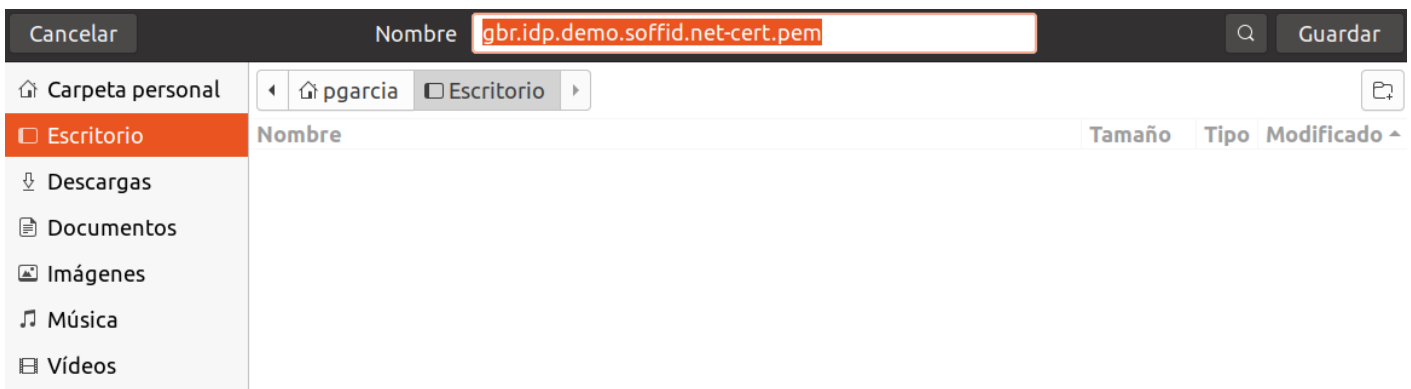 Cancelar Nombre gbr.idp.demo.soffid.net-cert.pem Guardar
Carpeta personal
pgarcia Escritorio
Escritorio
Nombre Tamaño Tipo Modificado
Descargas
Documentos
Imágenes
Música
Vídeos